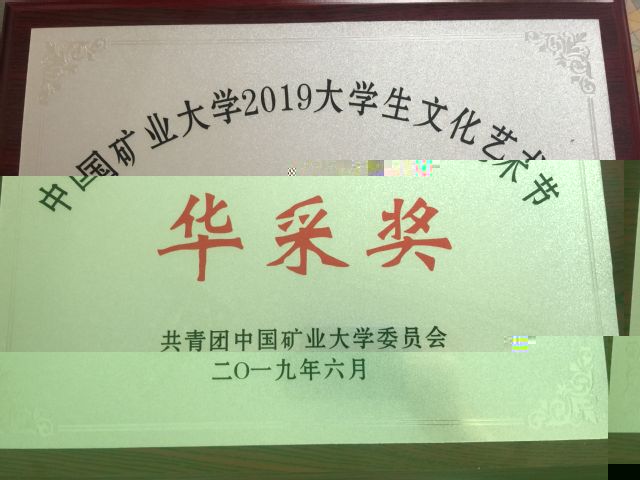 中国矿业大学2019大学生文化艺术节
华采奖
共青团中国矿业大学委员会
二〇一九年六月